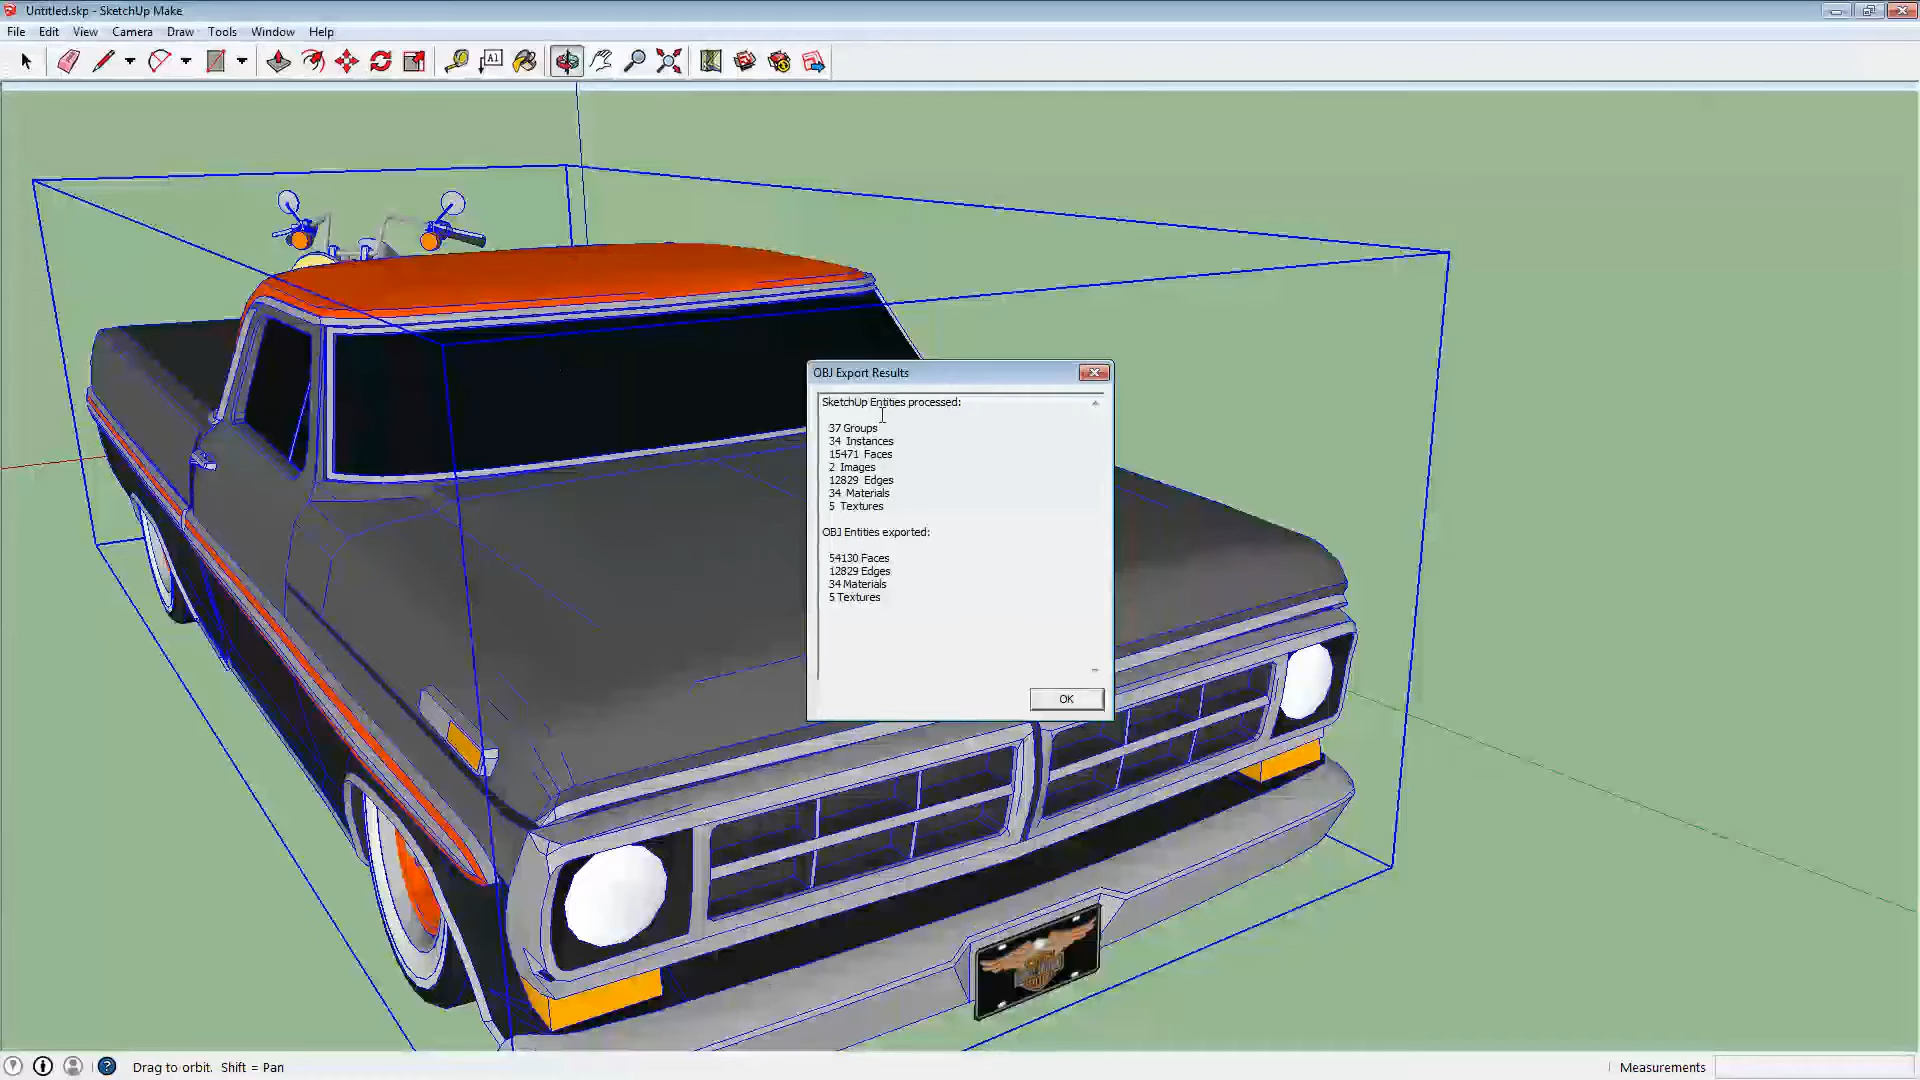 Untitled.skp - SketchUp Make
File Edit View Camera Draw Tools Window Help
A1
OBJ Export Results
SketchUp Entities processed:
37 Groups
34 Instances
15471 Faces
2 Images
12829 Edges
34 Materials
5 Textures
OBJ Entities exported:
54130 Faces
12829 Edges
34 Materials
5 Textures
OK
Drag to orbit. Shift = Pan
Measurements